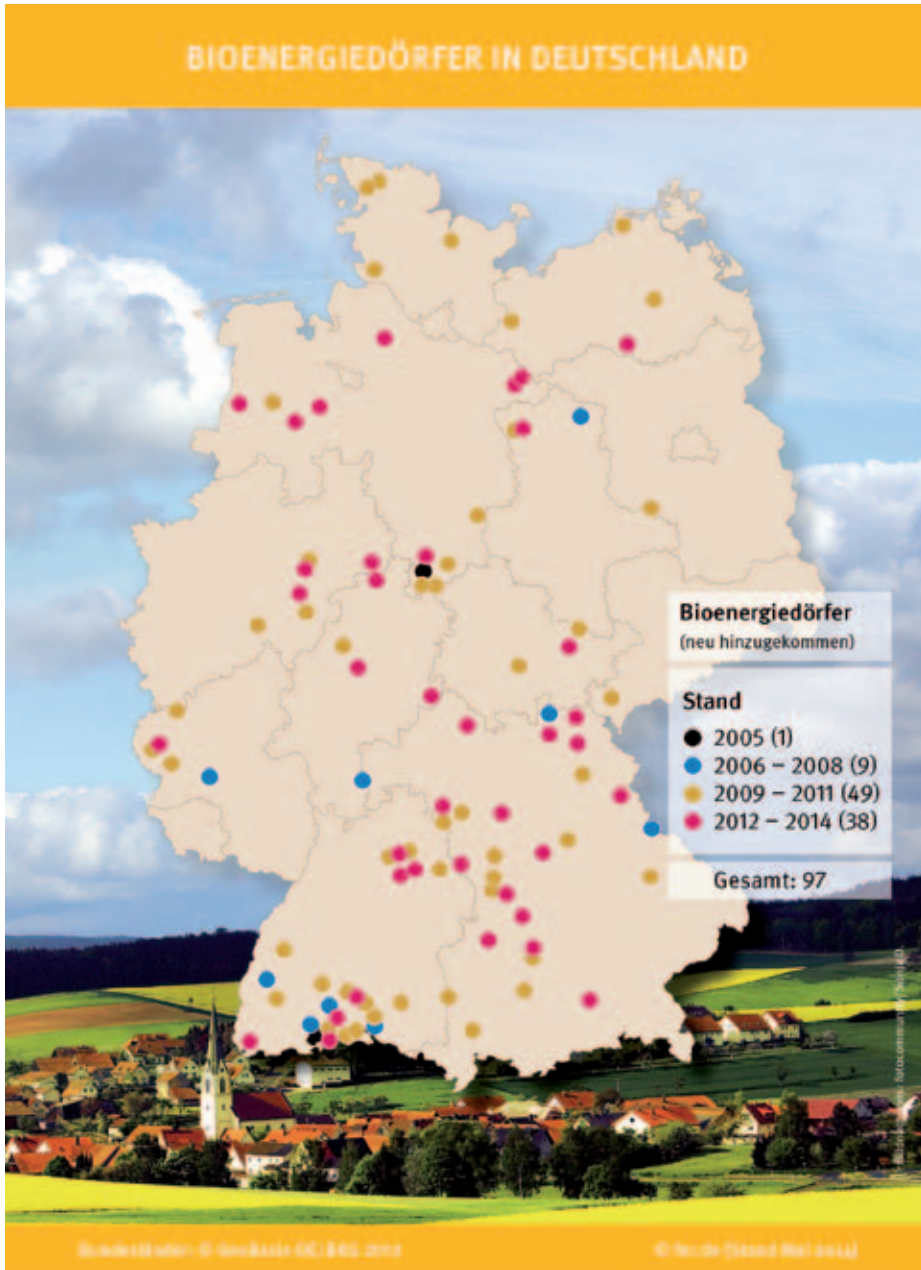 BIOENERGIEDÖRFER IN DEUTSCHLAND
Bioenergiedörfer
(neu hinzugekommen)
Stand
2005 (1)
2006 – 2008 (9)
2009 – 2011 (49)
2012 – 2014 (38)
Gesamt: 97